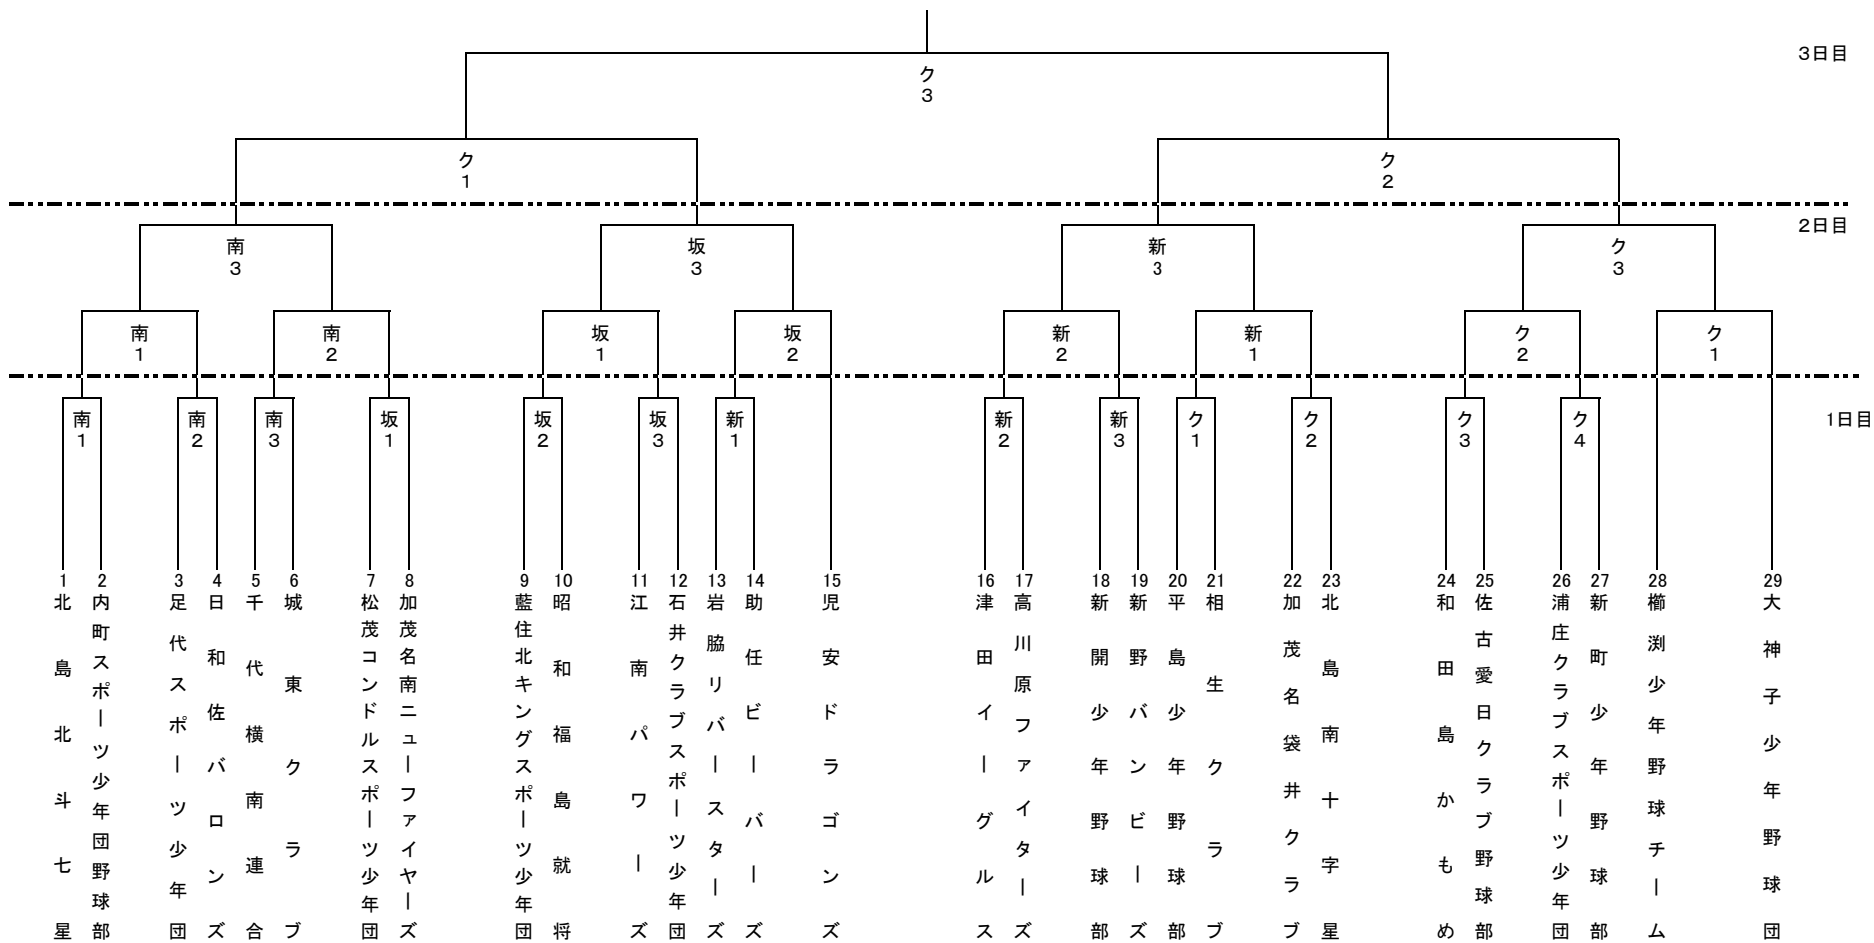 3日目
ク3
ク1
ク2
2日目
南3
坂3
新3
ク3
南1
南2
坂1
坂2
新2
新1
ク2
ク1
1日目
南1
南2
南3
坂1
坂2
坂3
新1
新2
新3
ク1
ク2
ク3
ク4
1 北島北斗七星
2 内町スポーツ少年団野球部
3 足代スポーツ少年団
4 日和佐バロンズ
5 千代横南連合
6 城東クラブ
7 松茂コンドルスポーツ少年団
8 加茂名南ニューファイヤーズ
9 藍住北キングスポーツ少年団
10 昭和福島就将
11 江南パワーズ
12 石井クラブスポーツ少年団
13 岩脇リバースターズ
14 助任ビーバーズ
15 児安ドラゴンズ
16 津田イーグルス
17 高川原ファイターズ
18 新開少年野球部
19 新野バンビーズ
20 平島少年野球部
21 相生クラブ
22 加茂名袋井クラブ
23 北島南十字星
24 和田島かもめ
25 佐古愛日クラブ野球部
26 浦庄クラブスポーツ少年団
27 新町少年野球部
28 櫛渕少年野球チーム
29 大神子少年野球団